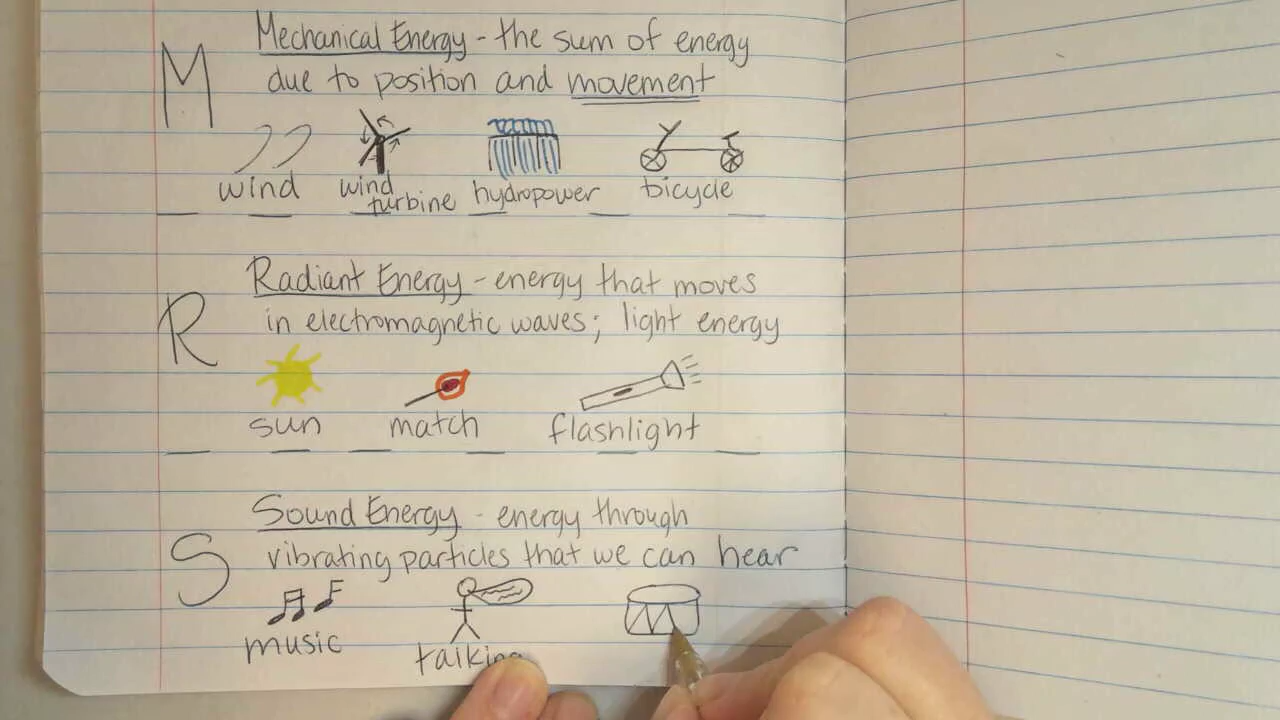 M
Mechanical Energy - the sum of energy
due to position and movement
wind
wind
turbine
hydropower
bicycle
R
Radiant Energy - energy that moves
in electromagnetic waves; light energy
sun
match
flashlight
S
Sound Energy - energy through
vibrating particles that we can hear
music